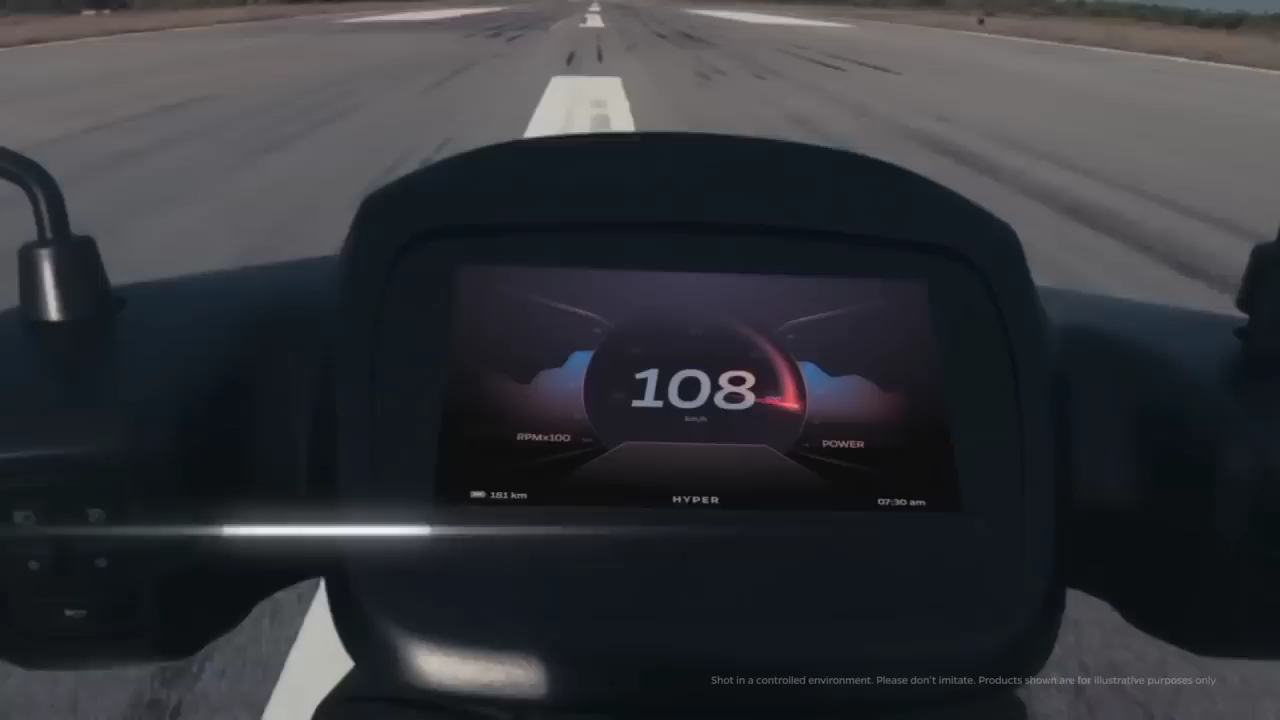 108
km/h
RPMx100
POWER
181 km
HYPER
07:30 am
Shot in a controlled environment. Please don't imitate. Products shown are for illustrative purposes only